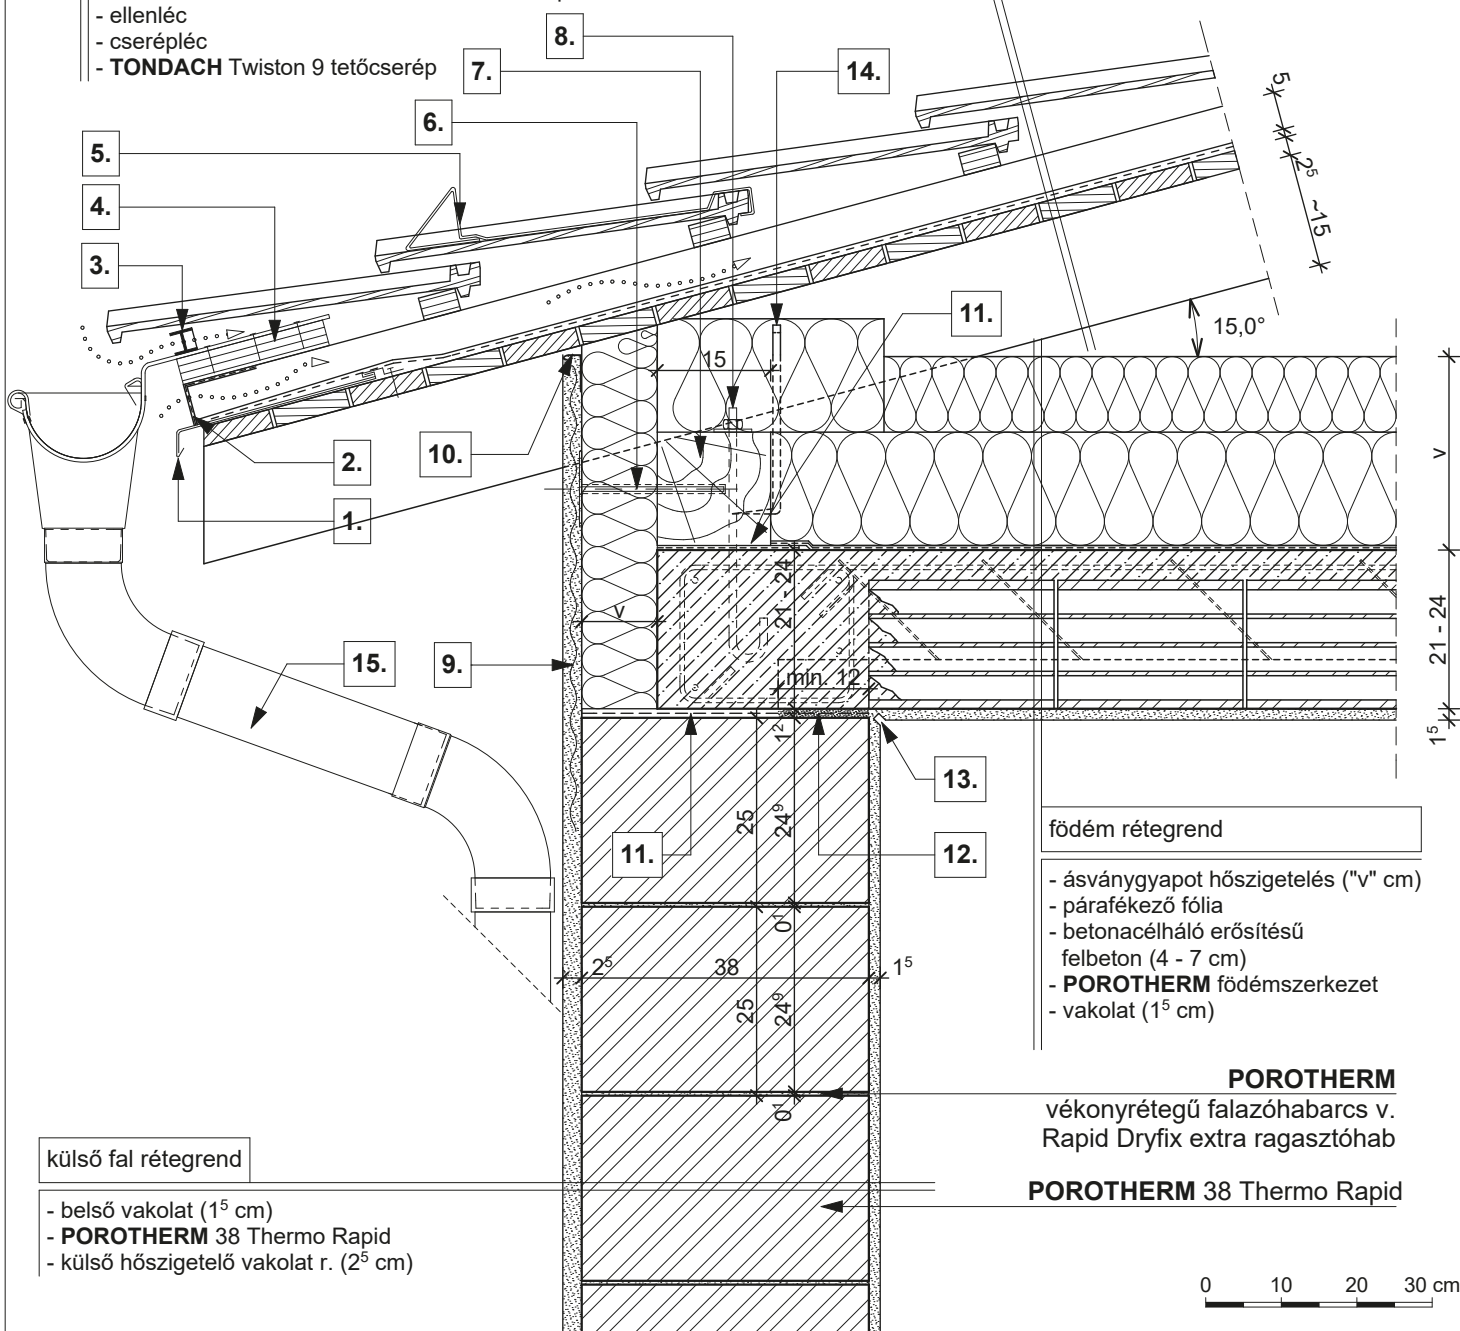 - ellenléc
- cserépléc
- TONDACH Twiston 9 tetőcserép
8.
7.
14.
6.
5.
4.
3.
11.
2.
10.
1.
15.
9.
13.
11.
12.
5
2⁵
~15
15,0°
15
v
v
21 - 24
21 - 24
min. 12
1⁵
1²
25
24⁹
0¹
2⁵
38
1⁵
25
24⁹
0¹
födém rétegrend
- ásványgyapot hőszigetelés ("v" cm)
- párafékező fólia
- betonacélháló erősítésű
felbeton (4 - 7 cm)
- POROTHERM födémszerkezet
- vakolat (1⁵ cm)
POROTHERM
vékonyrétegű falazóhabarcs v.
Rapid Dryfix extra ragasztóhab
POROTHERM 38 Thermo Rapid
külső fal rétegrend
- belső vakolat (1⁵ cm)
- POROTHERM 38 Thermo Rapid
- külső hőszigetelő vakolat r. (2⁵ cm)
0 10 20 30 cm